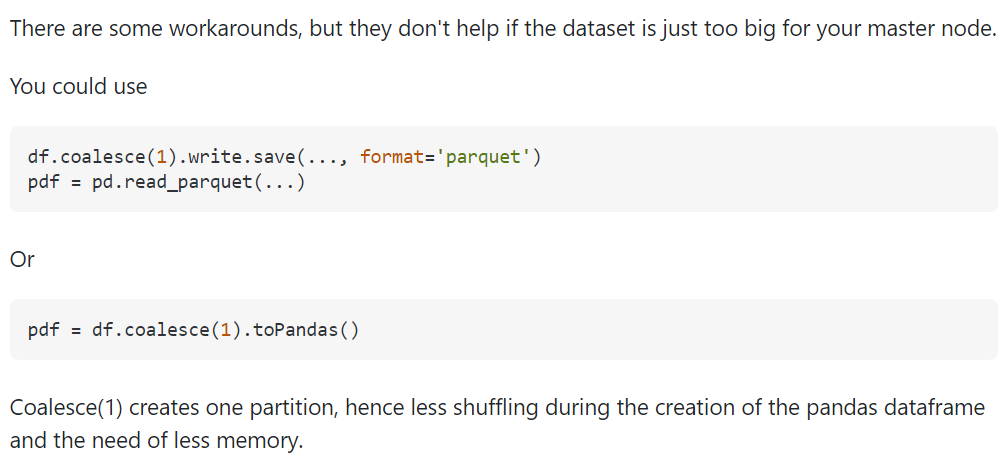 There are some workarounds, but they don't help if the dataset is just too big for your master node.
You could use
df.coalesce(1).write.save(..., format='parquet')
pdf = pd.read_parquet(...)
Or
pdf = df.coalesce(1).toPandas()
Coalesce(1) creates one partition, hence less shuffling during the creation of the pandas dataframe
and the need of less memory.